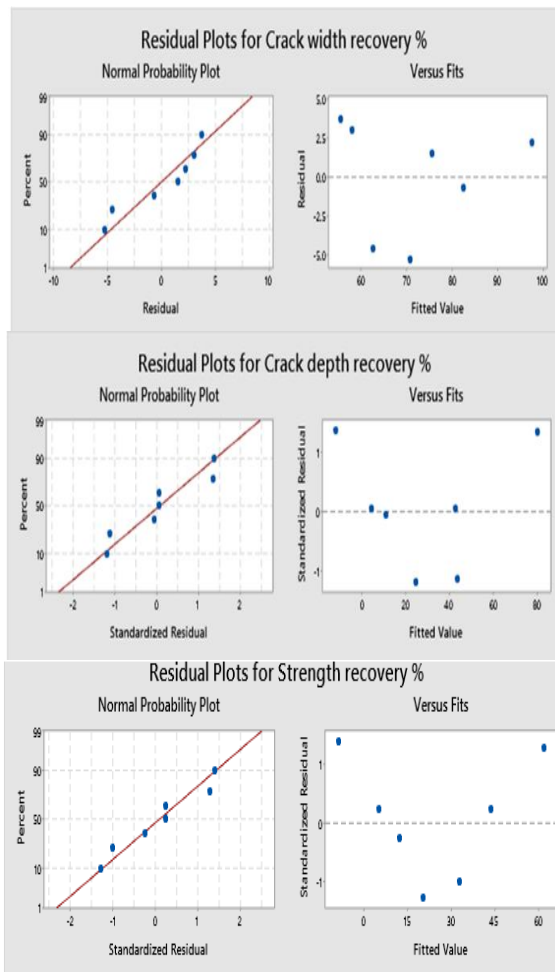 Residual Plots for Crack width recovery %
Normal Probability Plot
Versus Fits
99
90
50
10
1
Percent
-10
-5
0
5
10
Residual
5.0
2.5
0.0
-2.5
-5.0
Residual
60
70
80
90
100
Fitted Value
Residual Plots for Crack depth recovery %
Normal Probability Plot
Versus Fits
99
90
50
10
1
Percent
-2
-1
0
1
2
Standardized Residual
1
0
-1
Standardized Residual
0
20
40
60
80
Fitted Value
Residual Plots for Strength recovery %
Normal Probability Plot
Versus Fits
99
90
50
10
1
Percent
-2
-1
0
1
2
Standardized Residual
1
0
-1
Standardized Residual
0
15
30
45
60
Fitted Value